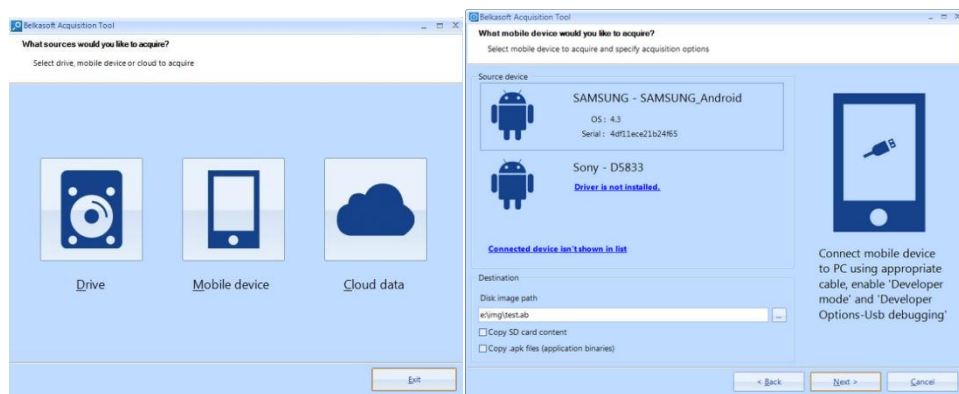 Belkasoft Acquisition Tool
What sources would you like to acquire?
Select drive, mobile device or cloud to acquire
Drive
Mobile device
Cloud data
Exit
Belkasoft Acquisition Tool
What mobile device would you like to acquire?
Select mobile device to acquire and specify acquisition options
Source device
SAMSUNG - SAMSUNG_Android
OS: 4.3
Serial: 4df11ece21b24f65
Sony - D5833
Driver is not installed.
Connected device isn't shown in list
Destination
Disk image path
e:\img\test.ab
...
Copy SD card content
Copy .apk files (application binaries)
B
Connect mobile device
to PC using appropriate
cable, enable 'Developer
mode' and 'Developer
Options-Usb debugging'
< Back
Next >
Cancel